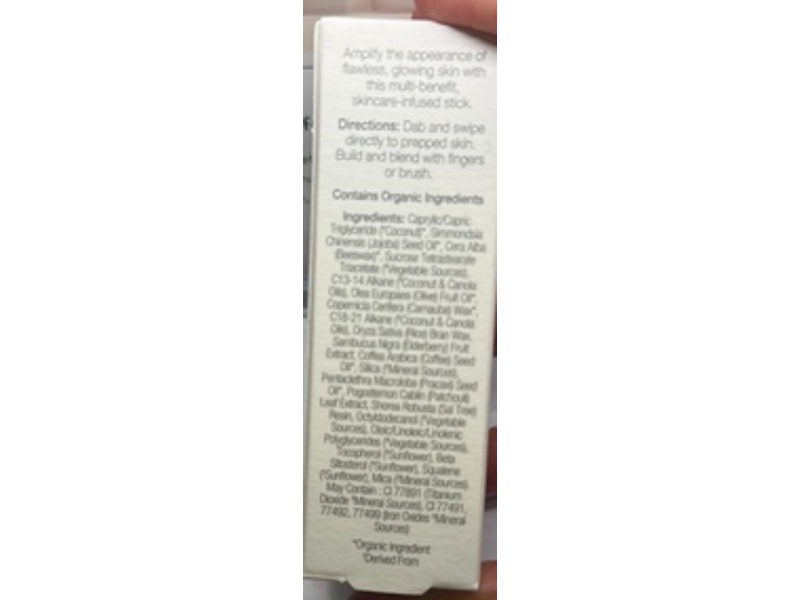 Amplify the appearance of
flawless, glowing skin with
this multi-benefit,
skincare-infused stick.
Directions: Dab and swipe
directly to prepped skin.
Build and blend with fingers
or brush.
Contains Organic Ingredients
Ingredients: Caprylic/Capric
Triglyceride (°Coconut)*, Simmondsia
Chinensis (Jojoba) Seed Oil*, Cera Alba
(Beeswax)*, Sucrose Tetrastearate
Triacetate (°Vegetable Sources),
C13-14 Alkane (°Coconut & Canola
Oils), Olea Europaea (Olive) Fruit Oil*,
Copernicia Cerifera (Carnauba) Wax*,
C18-21 Alkane (°Coconut & Canola
Oils), Oryza Sativa (Rice) Bran Wax,
Sambucus Nigra (Elderberry) Fruit
Extract, Coffea Arabica (Coffee) Seed
Oil*, Silica (°Mineral Sources),
Pentaclethra Macroloba (Pracaxi) Seed
Oil*, Pogostemon Cablin (Patchouli)
Leaf Extract, Shorea Robusta (Sal Tree)
Resin, Octyldodecanol (°Vegetable
Sources), Oleic/Linoleic/Linolenic
Polyglycerides (°Vegetable Sources),
Tocopherol (°Sunflower), Beta
Sitosterol (°Sunflower), Squalene
(°Sunflower), Mica (°Mineral Sources).
May Contain : CI 77891 (Titanium
Dioxide °Mineral Sources), CI 77491,
77492, 77499 (Iron Oxides °Mineral
Sources)
*Organic Ingredient
°Derived From